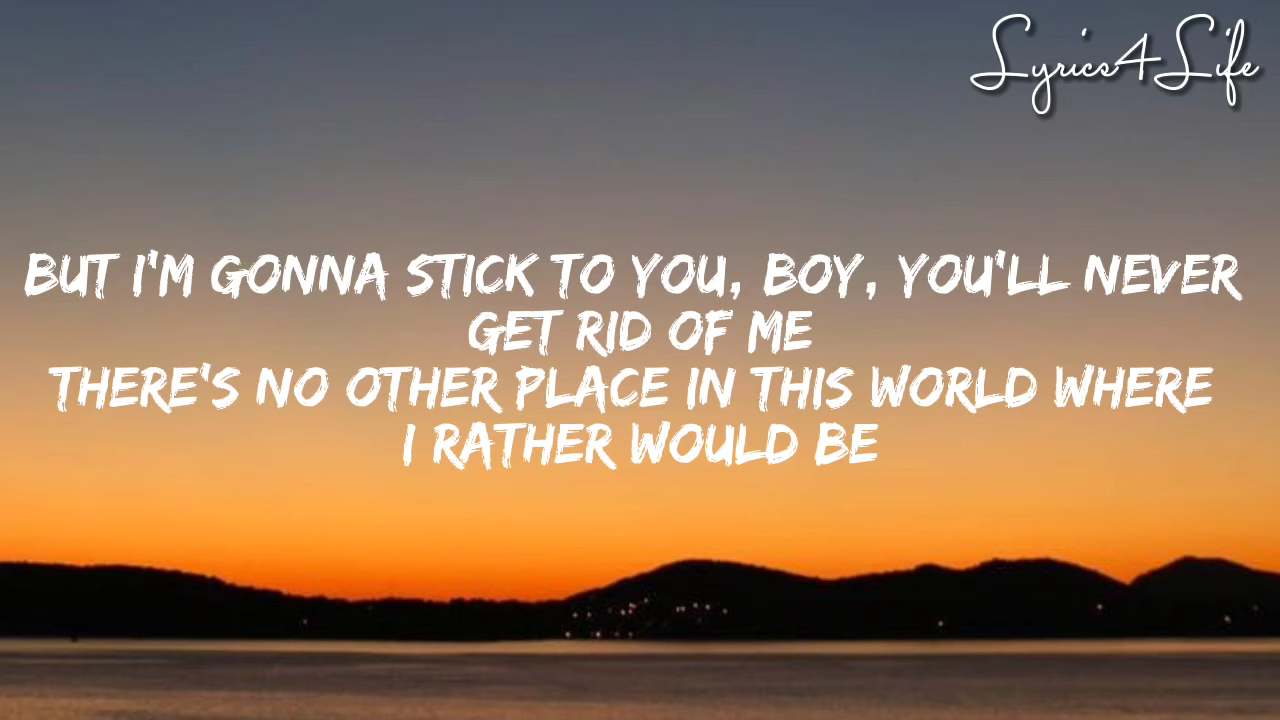 Lyrics4Life
BUT I'M GONNA STICK TO YOU, BOY, YOU'LL NEVER
GET RID OF ME
THERE'S NO OTHER PLACE IN THIS WORLD WHERE
I RATHER WOULD BE